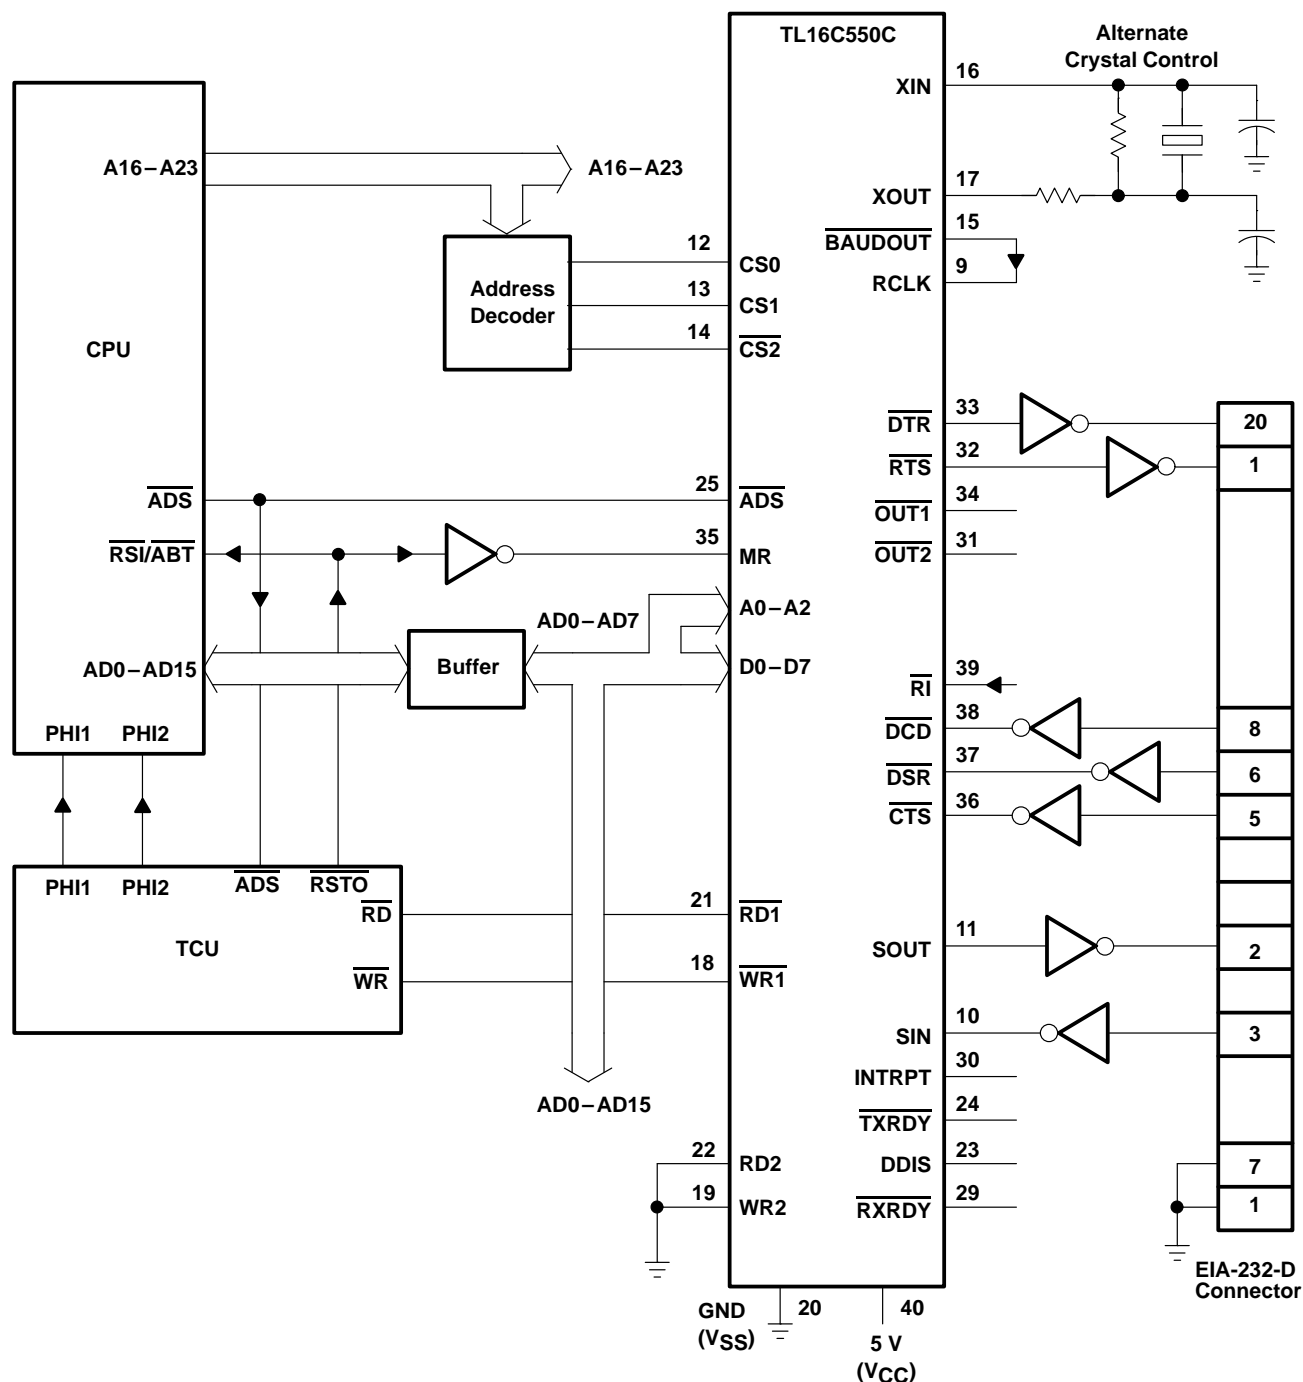 TL16C550C
Alternate
Crystal Control
16
XIN
A16–A23
A16–A23
17
XOUT
15
BAUDOUT
9
RCLK
12
CS0
13
CS1
14
CS2
Address
Decoder
CPU
33
DTR
20
32
RTS
1
34
OUT1
31
OUT2
ADS
25
ADS
RSI/ABT
35
MR
AD0–AD7
A0–A2
AD0–AD15
Buffer
D0–D7
39
RI
38
DCD
8
37
DSR
6
36
CTS
5
PHI1
PHI2
PHI1
PHI2
ADS
RSTO
RD
21
RD1
TCU
WR
18
WR1
11
SOUT
2
10
SIN
3
30
INTRPT
AD0–AD15
24
TXRDY
22
RD2
23
DDIS
7
19
WR2
29
RXRDY
1
EIA-232-D
Connector
GND
(VSS)
20
40
5 V
(VCC)